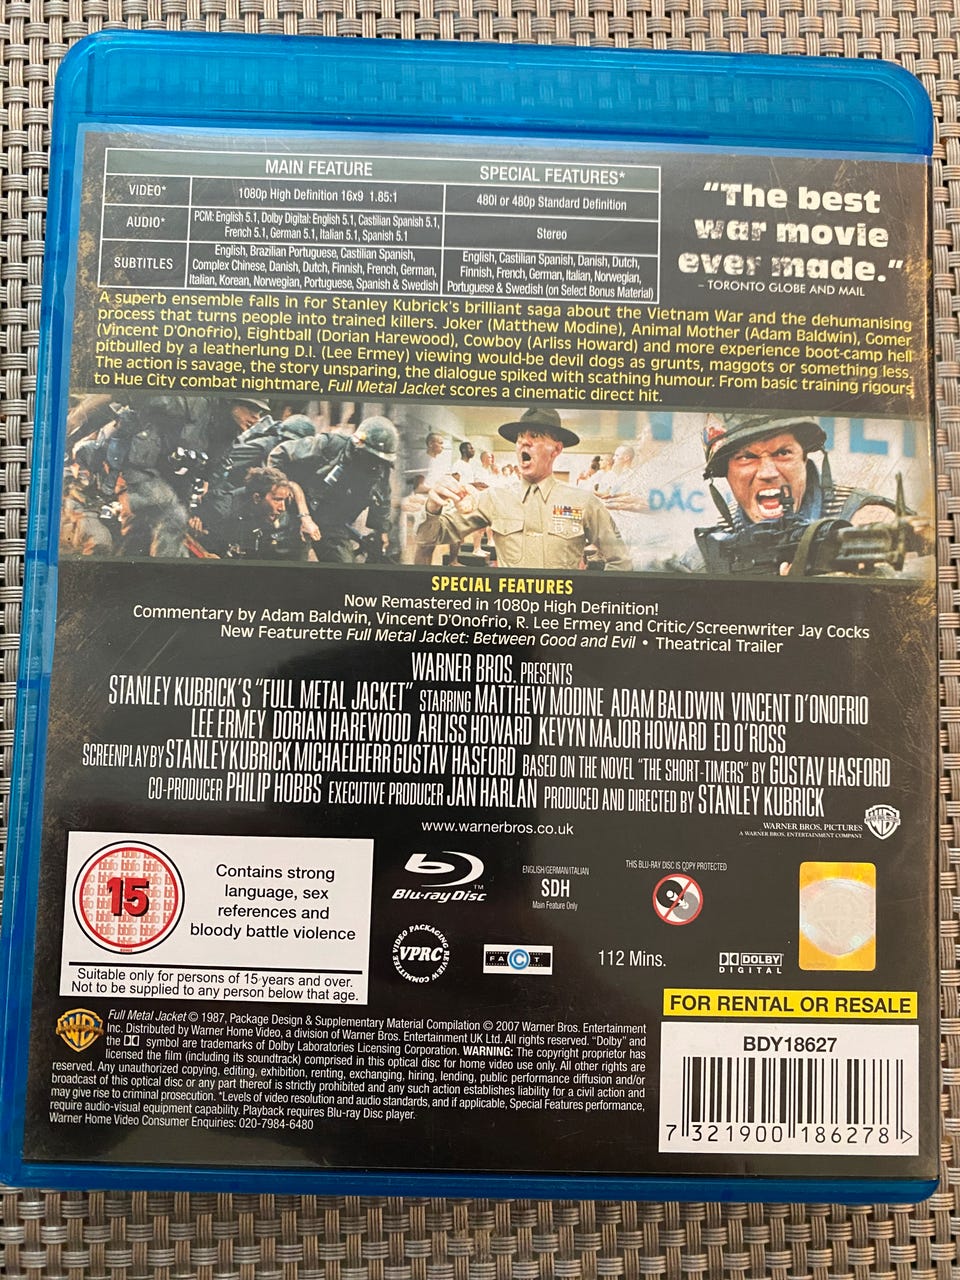 MAIN FEATURE SPECIAL FEATURES*
VIDEO* 1080p High Definition 16x9 1.85:1 480i or 480p Standard Definition
AUDIO* PCM: English 5.1, Dolby Digital: English 5.1, Castilian Spanish 5.1,
French 5.1, German 5.1, Italian 5.1, Spanish 5.1 Stereo
SUBTITLES English, Brazilian Portuguese, Castilian Spanish,
Complex Chinese, Danish, Dutch, Finnish, French, German,
Italian, Korean, Norwegian, Portuguese, Spanish & Swedish
English, Castilian Spanish, Danish, Dutch,
Finnish, French, German, Italian, Norwegian,
Portuguese & Swedish (on Select Bonus Material)
“The best
war movie
ever made.”
– TORONTO GLOBE AND MAIL
A superb ensemble falls in for Stanley Kubrick's brilliant saga about the Vietnam War and the dehumanising
process that turns people into trained killers. Joker (Matthew Modine), Animal Mother (Adam Baldwin), Gomer
(Vincent D'Onofrio), Eightball (Dorian Harewood), Cowboy (Arliss Howard) and more experience boot-camp hell
pitbulled by a leatherlung D.I. (Lee Ermey) viewing would-be devil dogs as grunts, maggots or something less.
The action is savage, the story unsparing, the dialogue spiked with scathing humour. From basic training rigours
to Hue City combat nightmare, Full Metal Jacket scores a cinematic direct hit.
DĂC
SPECIAL FEATURES
Now Remastered in 1080p High Definition!
Commentary by Adam Baldwin, Vincent D'Onofrio, R. Lee Ermey and Critic/Screenwriter Jay Cocks
New Featurette Full Metal Jacket: Between Good and Evil • Theatrical Trailer
WARNER BROS. PRESENTS
STANLEY KUBRICK'S "FULL METAL JACKET" STARRING MATTHEW MODINE ADAM BALDWIN VINCENT D'ONOFRIO
LEE ERMEY DORIAN HAREWOOD ARLISS HOWARD KEVYN MAJOR HOWARD ED O'ROSS
SCREENPLAY BY STANLEY KUBRICK MICHAEL HERR GUSTAV HASFORD BASED ON THE NOVEL "THE SHORT-TIMERS" BY GUSTAV HASFORD
CO-PRODUCER PHILIP HOBBS EXECUTIVE PRODUCER JAN HARLAN PRODUCED AND DIRECTED BY STANLEY KUBRICK
www.warnerbros.co.uk
WARNER BROS. PICTURES
A WARNER BROS. ENTERTAINMENT COMPANY
15
bbfc
Contains strong
language, sex
references and
bloody battle violence
Suitable only for persons of 15 years and over.
Not to be supplied to any person below that age.
Blu-ray Disc™
ENGLISH/GERMAN/ITALIAN
SDH
Main Feature Only
THIS BLU-RAY DISC IS COPY PROTECTED
VIDEO PACKAGING REVIEW COMMITTEE
VPRC
FACT
112 Mins.
DOLBY
DIGITAL
FOR RENTAL OR RESALE
BDY18627
7 321900 186278 >
WB
Full Metal Jacket © 1987, Package Design & Supplementary Material Compilation © 2007 Warner Bros. Entertainment
Inc. Distributed by Warner Home Video, a division of Warner Bros. Entertainment UK Ltd. All rights reserved. "Dolby" and
the DD symbol are trademarks of Dolby Laboratories Licensing Corporation. WARNING: The copyright proprietor has
licensed the film (including its soundtrack) comprised in this optical disc for home video use only. All other rights are
reserved. Any unauthorized copying, editing, exhibition, renting, exchanging, hiring, lending, public performance diffusion and/or
broadcast of this optical disc or any part thereof is strictly prohibited and any such action establishes liability for a civil action and
may give rise to criminal prosecution. *Levels of video resolution and audio standards, and if applicable, Special Features performance,
require audio-visual equipment capability. Playback requires Blu-ray Disc player.
Warner Home Video Consumer Enquiries: 020-7984-6480